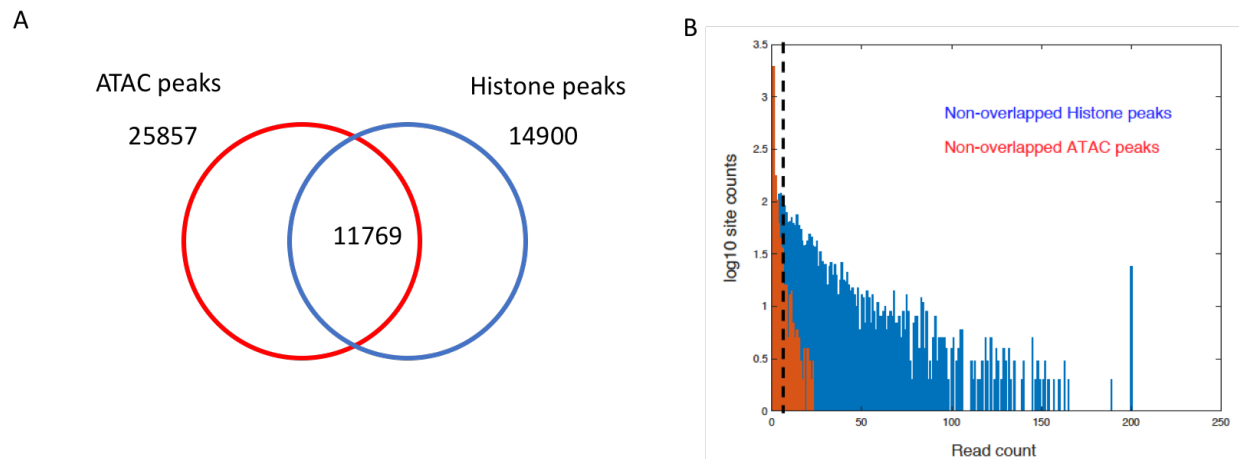 A
ATAC peaks
Histone peaks
25857
14900
11769
B
3.5
3
2.5
2
1.5
1
0.5
0
log10 site counts
Non-overlapped Histone peaks
Non-overlapped ATAC peaks
0
50
100
150
200
250
Read count